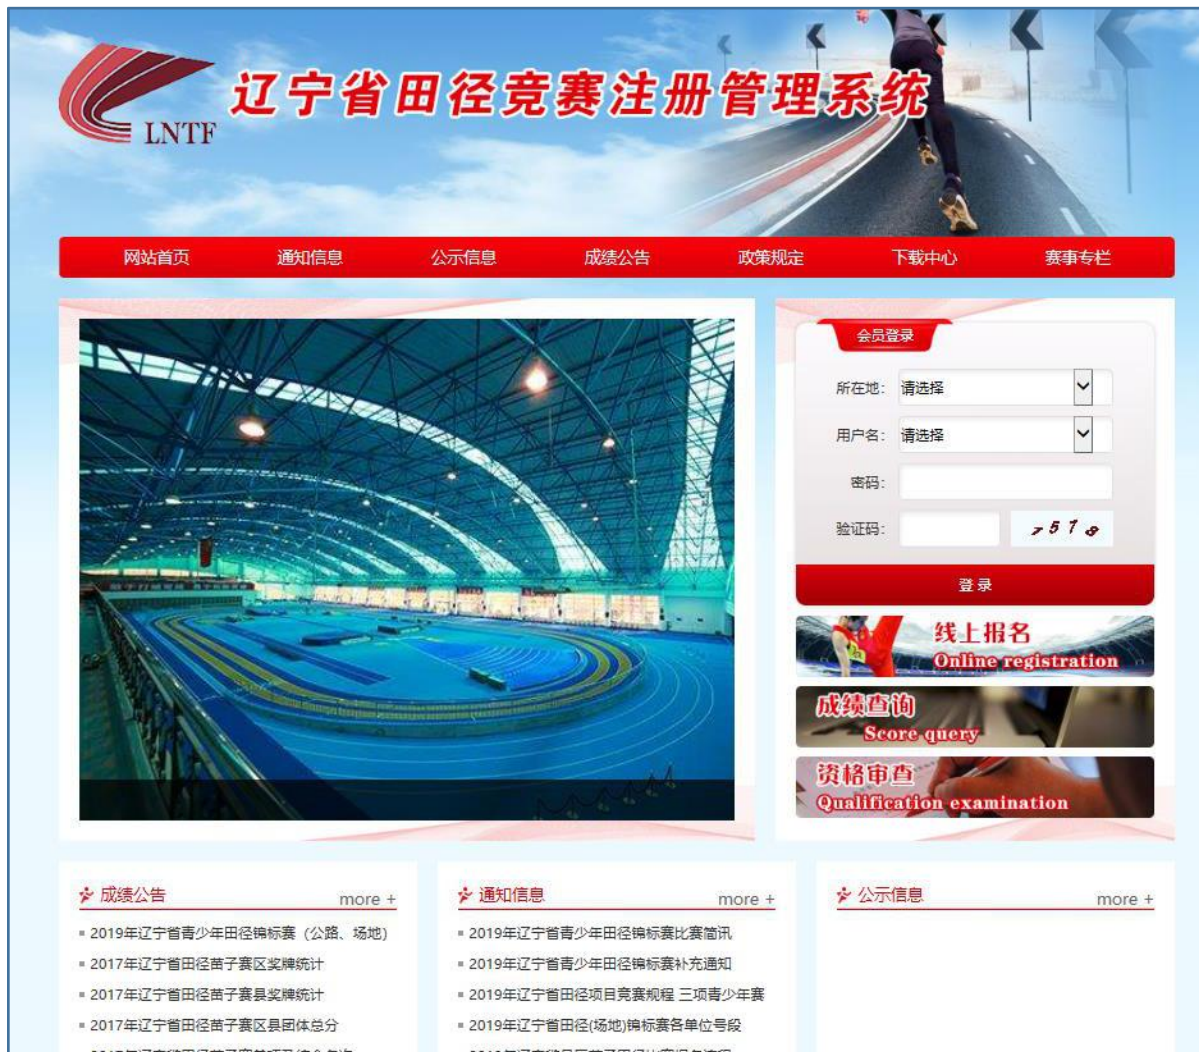 辽宁省田径竞赛注册管理系统
LNTF
网站首页 通知信息 公示信息 成绩公告 政策规定 下载中心 赛事专栏
会员登录
所在地: 请选择
用户名: 请选择
密码:
验证码: 7578
登 录
线上报名
Online registration
成绩查询
Score query
资格审查
Qualification examination
成绩公告 more +
2019年辽宁省青少年田径锦标赛（公路、场地）
2017年辽宁省田径苗子赛区奖牌统计
2017年辽宁省田径苗子赛县奖牌统计
2017年辽宁省田径苗子赛区县团体总分
通知信息 more +
2019年辽宁省青少年田径锦标赛比赛简讯
2019年辽宁省青少年田径锦标赛补充通知
2019年辽宁省田径项目竞赛规程 三项青少年赛
2019年辽宁省田径(场地)锦标赛各单位号段
公示信息 more +